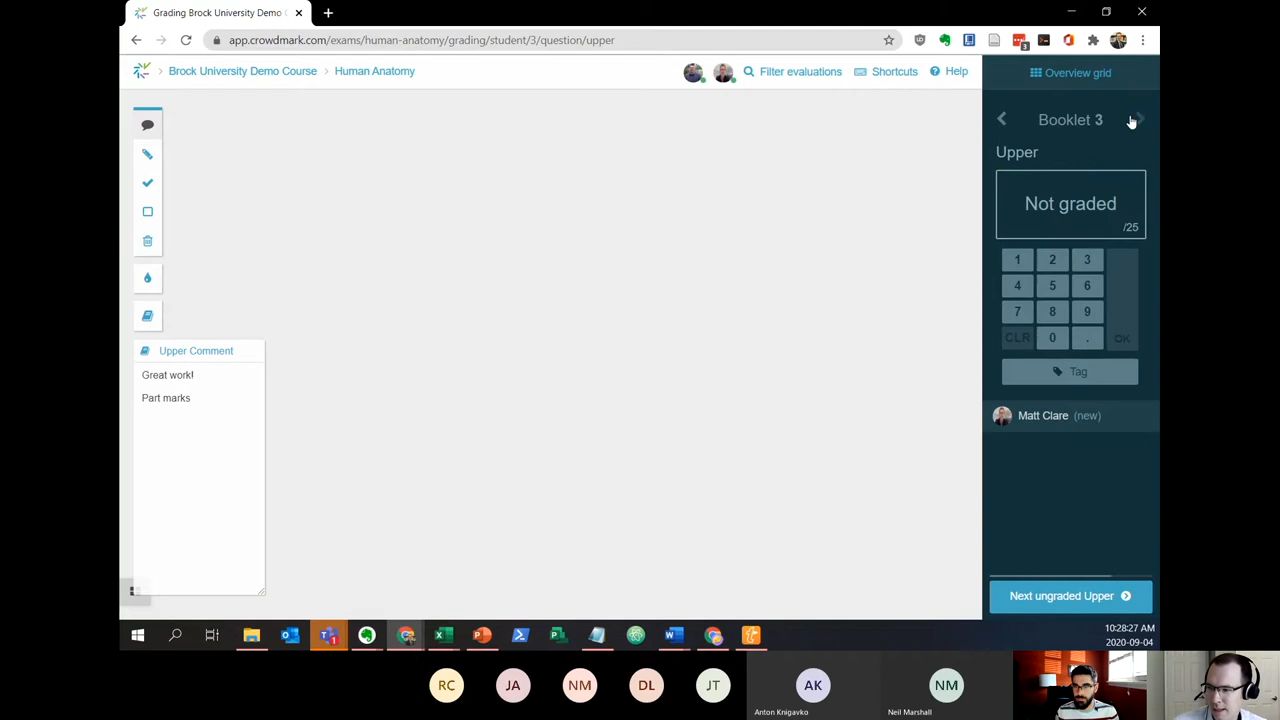 Grading Brock University Demo C
app.crowdmark.com/exams/human-anatomy/grading/student/3/question/upper
3
Brock University Demo Course
Human Anatomy
Filter evaluations
Shortcuts
Help
Overview grid
Booklet 3
Upper
Not graded
/25
1 2 3
4 5 6
7 8 9
CLR 0 . OK
Tag
Matt Clare (new)
Upper Comment
Great work!
Part marks
Next ungraded Upper
1
10:28:27 AM
2020-09-04
RC
JA
NM
DL
JT
AK
NM
Anton Knigavko
Neil Marshall